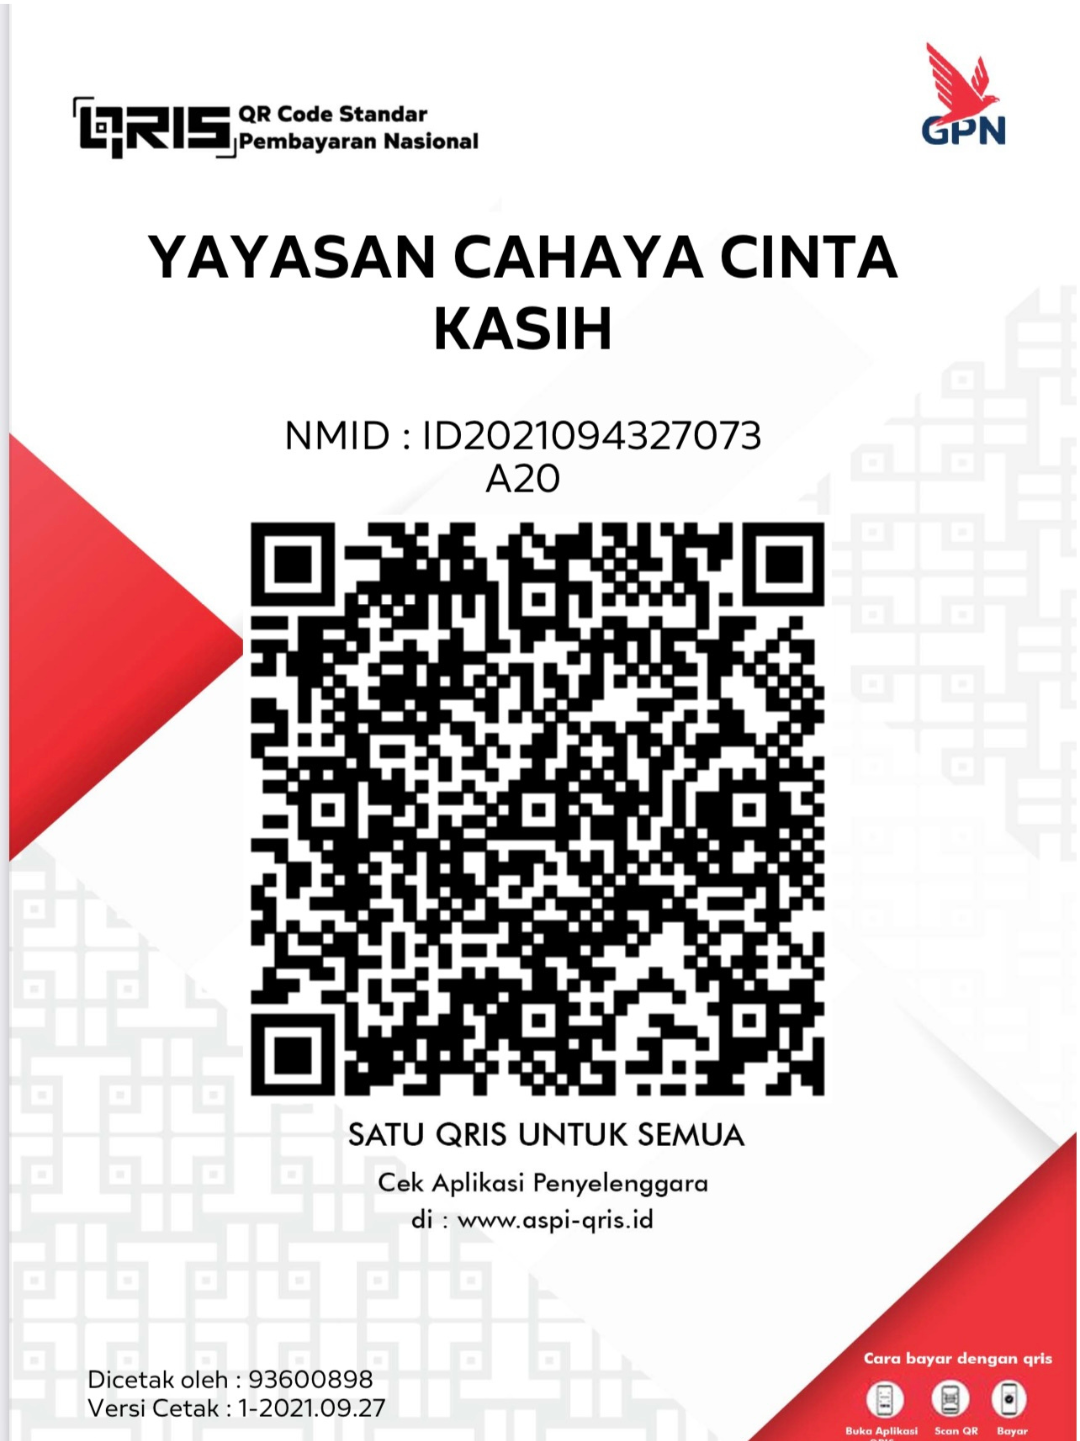 QRIS
QR Code Standar
Pembayaran Nasional
GPN
YAYASAN CAHAYA CINTA
KASIH
NMID : ID2021094327073
A20
SATU QRIS UNTUK SEMUA
Cek Aplikasi Penyelenggara
di : www.aspi-qris.id
Dicetak oleh : 93600898
Versi Cetak : 1-2021.09.27
Cara bayar dengan qris
Buka Aplikasi
Scan QR
Bayar